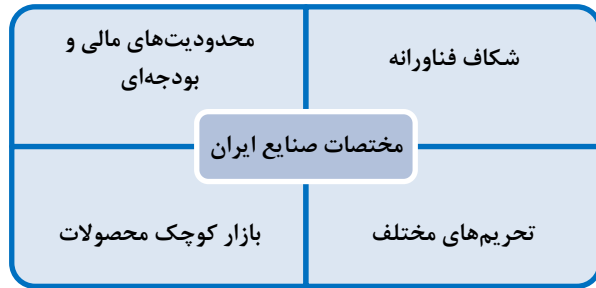 شکاف فناورانه
محدودیت‌های مالی و
بودجه‌ای
مختصات صنایع ایران
تحریم‌های مختلف
بازار کوچک محصولات